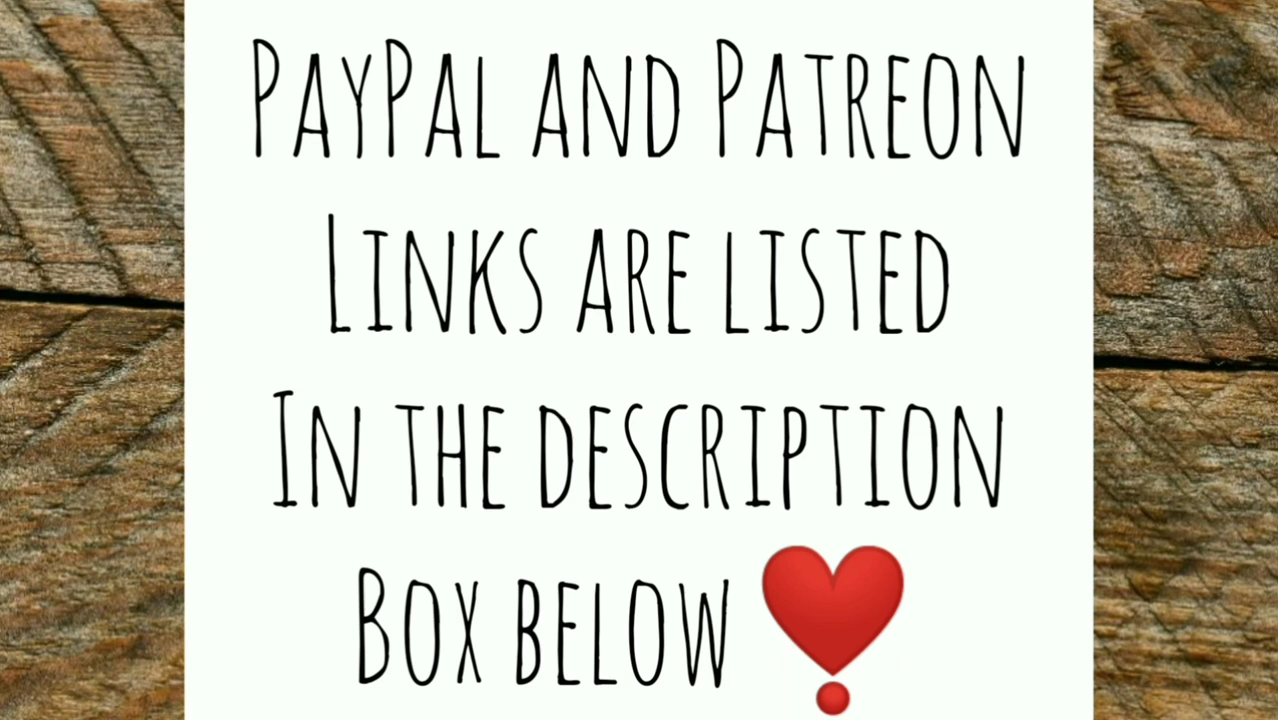 PayPal and Patreon
Links are listed
In the description
Box below ❣️